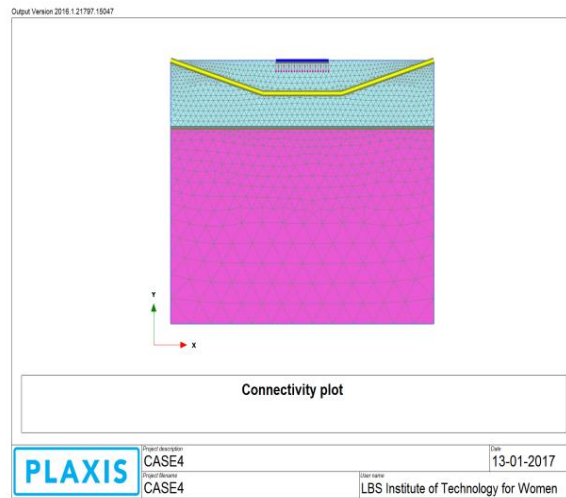 Output Version 2016.1.21797.15047
Y
X
Connectivity plot
PLAXIS
Project description
CASE4
Date
13-01-2017
Project filename
CASE4
User name
LBS Institute of Technology for Women